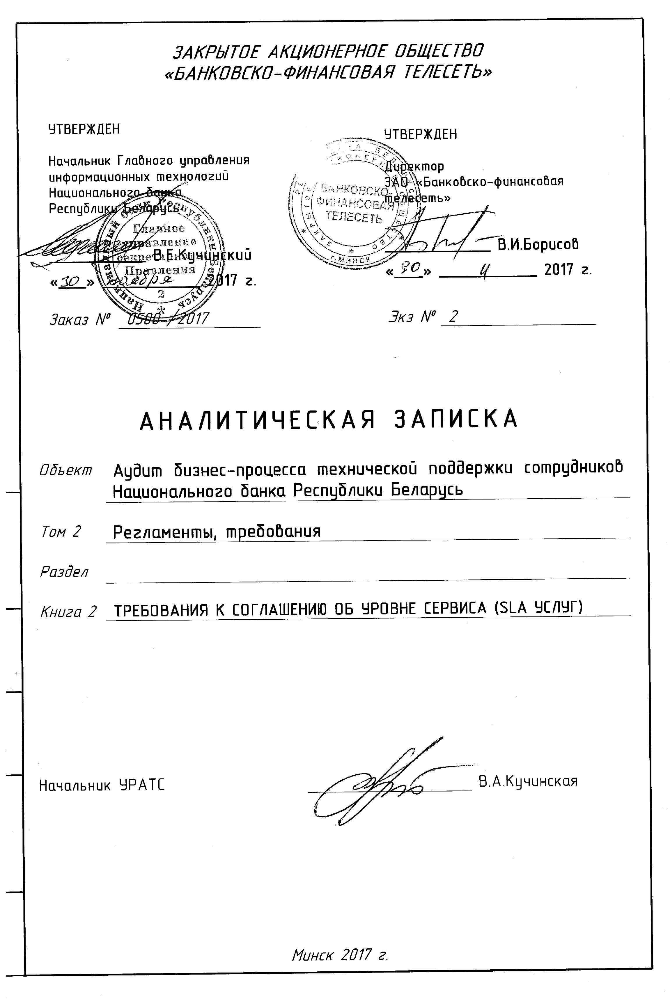 ЗАКРЫТОЕ АКЦИОНЕРНОЕ ОБЩЕСТВО
«БАНКОВСКО-ФИНАНСОВАЯ ТЕЛЕСЕТЬ»
УТВЕРЖДЕН
Начальник Главного управления
информационных технологий
Национального банка
Республики Беларусь
В.Е.Кучинский
«30» ноября 2017 г.
Национальный банк Республики Беларусь
Главное
управление
секретариат
Правления
2
Заказ № 0500/2017
УТВЕРЖДЕН
Директор
ЗАО «Банковско-финансовая
телесеть»
В.И.Борисов
«30» 11 2017 г.
ЗАКРЫТОЕ АКЦИОНЕРНОЕ ОБЩЕСТВО
БАНКОВСКО-
ФИНАНСОВАЯ
ТЕЛЕСЕТЬ
г.МИНСК
Экз № 2
АНАЛИТИЧЕСКАЯ ЗАПИСКА
Объект Аудит бизнес-процесса технической поддержки сотрудников
Национального банка Республики Беларусь
Том 2 Регламенты, требования
Раздел
Книга 2 ТРЕБОВАНИЯ К СОГЛАШЕНИЮ ОБ УРОВНЕ СЕРВИСА (SLA УСЛУГ)
Начальник УРАТС В.А.Кучинская
Минск 2017 г.